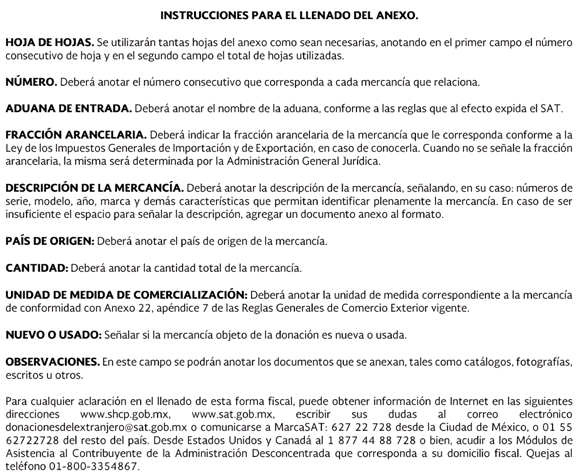 INSTRUCCIONES PARA EL LLENADO DEL ANEXO.
HOJA DE HOJAS. Se utilizarán tantas hojas del anexo como sean necesarias, anotando en el primer campo el número
consecutivo de hoja y en el segundo campo el total de hojas utilizadas.
NÚMERO. Deberá anotar el número consecutivo que corresponda a cada mercancía que relaciona.
ADUANA DE ENTRADA. Deberá anotar el nombre de la aduana, conforme a las reglas que al efecto expida el SAT.
FRACCIÓN ARANCELARIA. Deberá indicar la fracción arancelaria de la mercancía que le corresponda conforme a la
Ley de los Impuestos Generales de Importación y de Exportación, en caso de conocerla. Cuando no se señale la fracción
arancelaria, la misma será determinada por la Administración General Jurídica.
DESCRIPCIÓN DE LA MERCANCÍA. Deberá anotar la descripción de la mercancía, señalando, en su caso: números de
serie, modelo, año, marca y demás características que permitan identificar plenamente la mercancía. En caso de ser
insuficiente el espacio para señalar la descripción, agregar un documento anexo al formato.
PAÍS DE ORIGEN: Deberá anotar el país de origen de la mercancía.
CANTIDAD: Deberá anotar la cantidad total de la mercancía.
UNIDAD DE MEDIDA DE COMERCIALIZACIÓN: Deberá anotar la unidad de medida correspondiente a la mercancía
de conformidad con Anexo 22, apéndice 7 de las Reglas Generales de Comercio Exterior vigente.
NUEVO O USADO: Señalar si la mercancía objeto de la donación es nueva o usada.
OBSERVACIONES. En este campo se podrán anotar los documentos que se anexan, tales como catálogos, fotografías,
escritos u otros.
Para cualquier aclaración en el llenado de esta forma fiscal, puede obtener información de Internet en las siguientes
direcciones www.shcp.gob.mx, www.sat.gob.mx, escribir sus dudas al correo electrónico
donacionesdelextranjero@sat.gob.mx o comunicarse a MarcaSAT: 627 22 728 desde la Ciudad de México, o 01 55
62722728 del resto del país. Desde Estados Unidos y Canadá al 1 877 44 88 728 o bien, acudir a los Módulos de
Asistencia al Contribuyente de la Administración Desconcentrada que corresponda a su domicilio fiscal. Quejas al
teléfono 01-800-3354867.